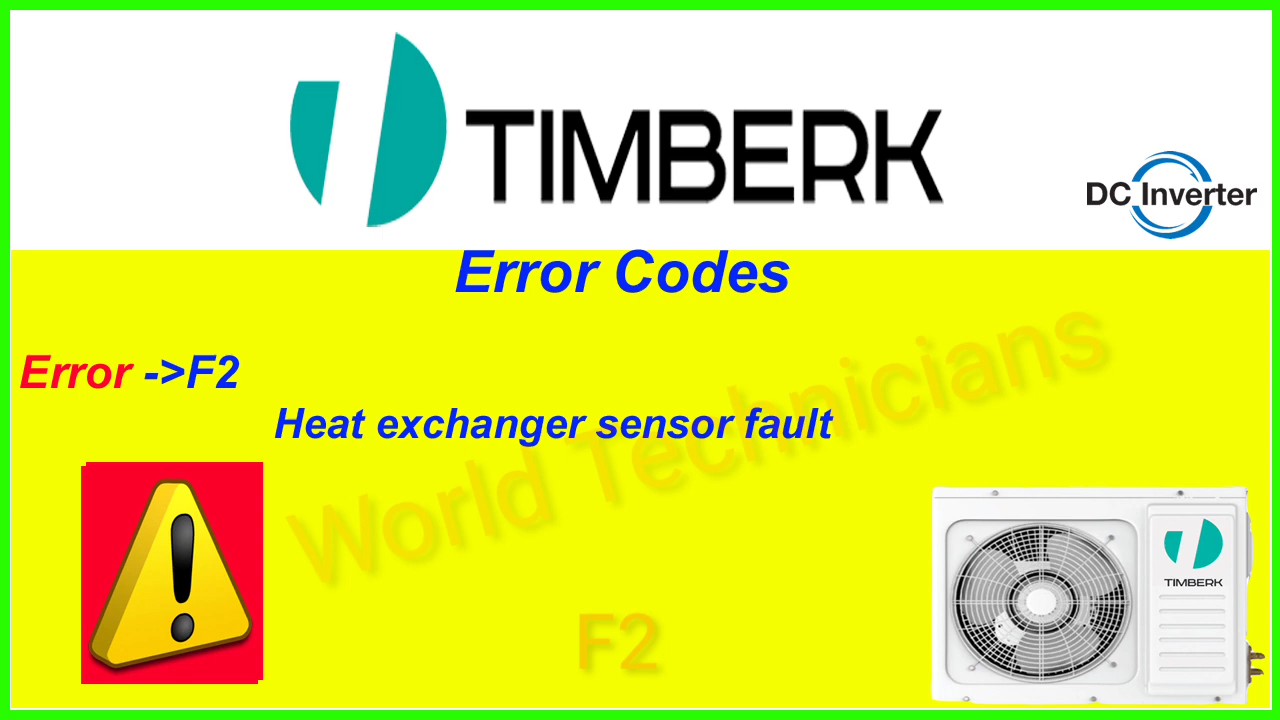 TIMBERK
DC Inverter
Error Codes
Error ->F2
Heat exchanger sensor fault
World Technicians
TIMBERK
F2